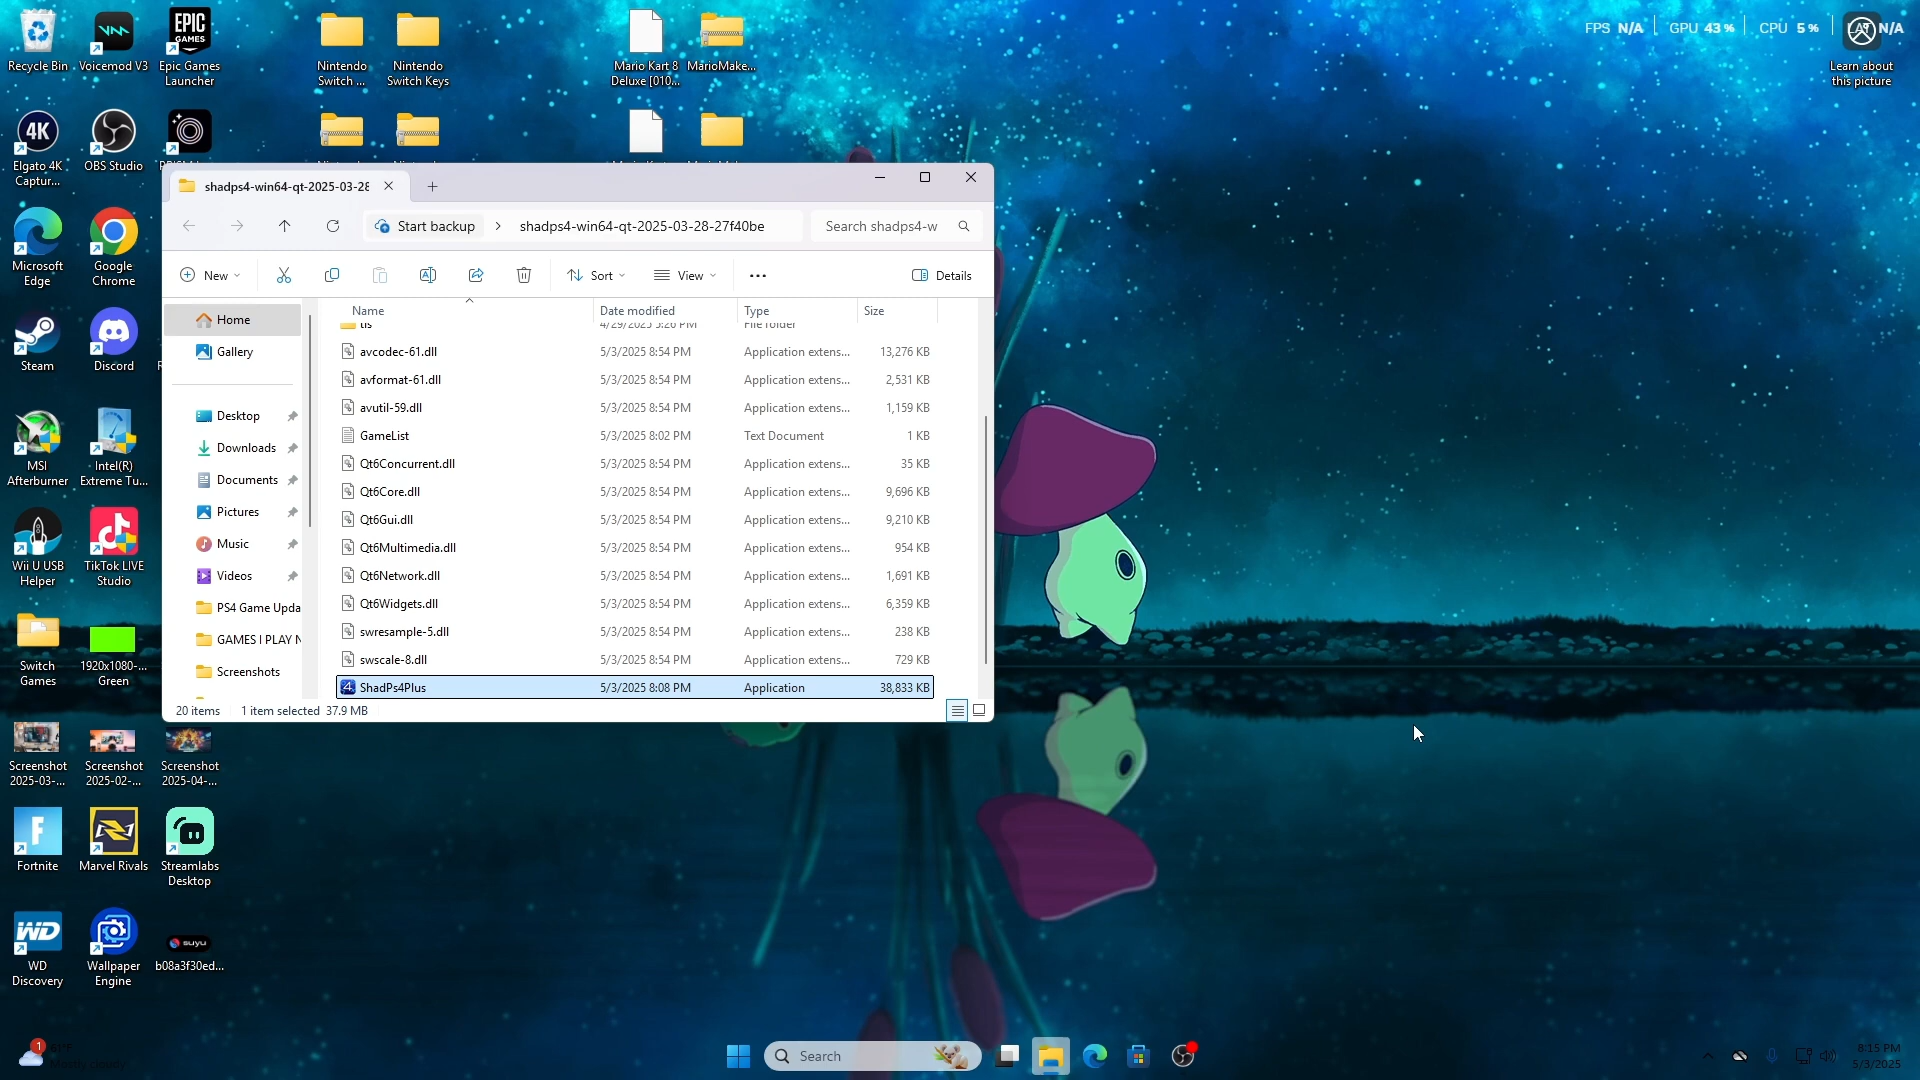 Recycle Bin
Voicemod V3
Epic Games
Launcher
EPIC
GAMES
Nintendo
Switch ...
Nintendo
Switch Keys
Mario Kart 8
Deluxe [010...
MarioMake...
FPS N/A
GPU 43 %
CPU 5 %
N/A
Learn about
this picture
4K
Elgato 4K
Captur...
OBS Studio
shadps4-win64-qt-2025-03-28
Start backup
shadps4-win64-qt-2025-03-28-27f40be
Search shadps4-w
New
Sort
View
Details
Microsoft
Edge
Google
Chrome
Steam
Discord
MSI
Afterburner
Intel(R)
Extreme Tu...
Wii U USB
Helper
TikTok LIVE
Studio
Switch
Games
1920x1080-...
Green
Screenshot
2025-03-...
Screenshot
2025-02-...
Screenshot
2025-04-...
Fortnite
Marvel Rivals
Streamlabs
Desktop
WD
WD
Discovery
Wallpaper
Engine
suyu
b08a3f30ed...
Home
Gallery
Desktop
Downloads
Documents
Pictures
Music
Videos
PS4 Game Upda
GAMES I PLAY N
Screenshots
Name Date modified Type Size
tls 4/29/2025 5:26 PM File folder
avcodec-61.dll 5/3/2025 8:54 PM Application extens... 13,276 KB
avformat-61.dll 5/3/2025 8:54 PM Application extens... 2,531 KB
avutil-59.dll 5/3/2025 8:54 PM Application extens... 1,159 KB
GameList 5/3/2025 8:02 PM Text Document 1 KB
Qt6Concurrent.dll 5/3/2025 8:54 PM Application extens... 35 KB
Qt6Core.dll 5/3/2025 8:54 PM Application extens... 9,696 KB
Qt6Gui.dll 5/3/2025 8:54 PM Application extens... 9,210 KB
Qt6Multimedia.dll 5/3/2025 8:54 PM Application extens... 954 KB
Qt6Network.dll 5/3/2025 8:54 PM Application extens... 1,691 KB
Qt6Widgets.dll 5/3/2025 8:54 PM Application extens... 6,359 KB
swresample-5.dll 5/3/2025 8:54 PM Application extens... 238 KB
swscale-8.dll 5/3/2025 8:54 PM Application extens... 729 KB
ShadPs4Plus 5/3/2025 8:08 PM Application 38,833 KB
20 items 1 item selected 37.9 MB
1
Mostly cloudy
Search
8:15 PM
5/3/2025